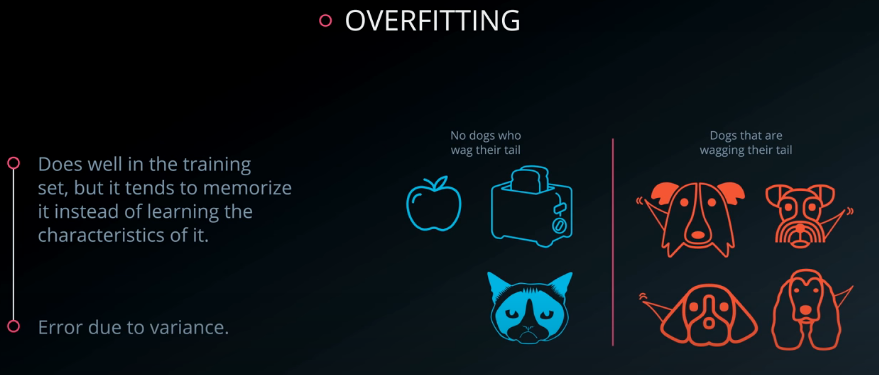 OVERFITTING
Does well in the training
set, but it tends to memorize
it instead of learning the
characteristics of it.
Error due to variance.
No dogs who
wag their tail
Dogs that are
wagging their tail